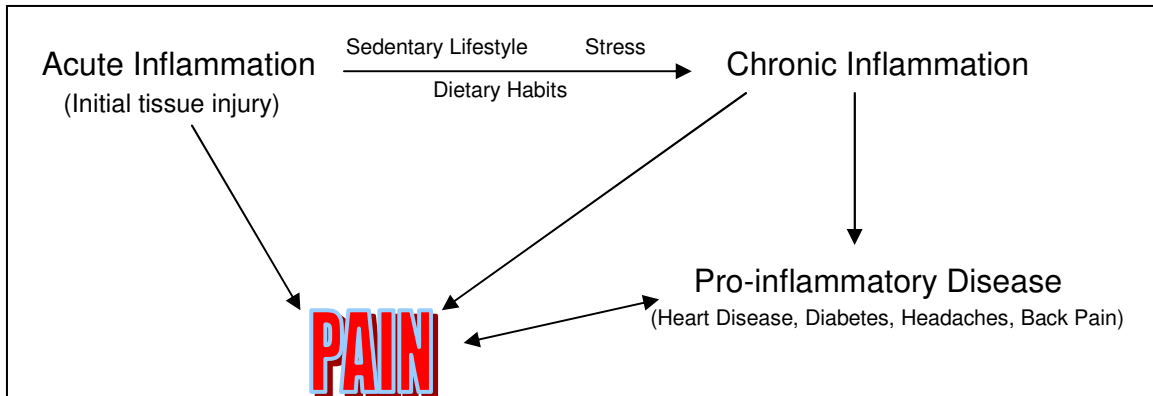 Sedentary Lifestyle Stress
Acute Inflammation
Chronic Inflammation
(Initial tissue injury)
Dietary Habits
Pro-inflammatory Disease
(Heart Disease, Diabetes, Headaches, Back Pain)
PAIN